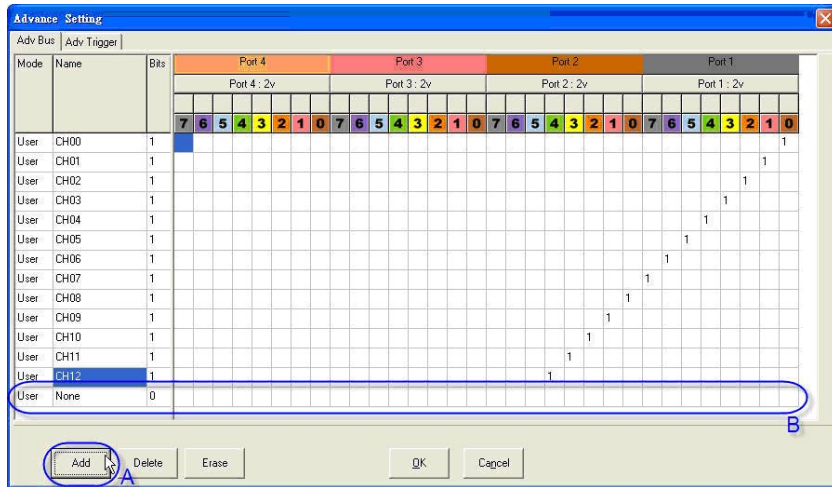 Advance Setting
Adv Bus Adv Trigger
Mode Name Bits Port 4 Port 3 Port 2 Port 1
Port 4 : 2v Port 3 : 2v Port 2 : 2v Port 1 : 2v
7 6 5 4 3 2 1 0 7 6 5 4 3 2 1 0 7 6 5 4 3 2 1 0 7 6 5 4 3 2 1 0
User CH00 1 1
User CH01 1 1
User CH02 1 1
User CH03 1 1
User CH04 1 1
User CH05 1 1
User CH06 1 1
User CH07 1 1
User CH08 1 1
User CH09 1 1
User CH10 1 1
User CH11 1 1
User CH12 1 1
User None 0
B
Add Delete Erase OK Cancel
A